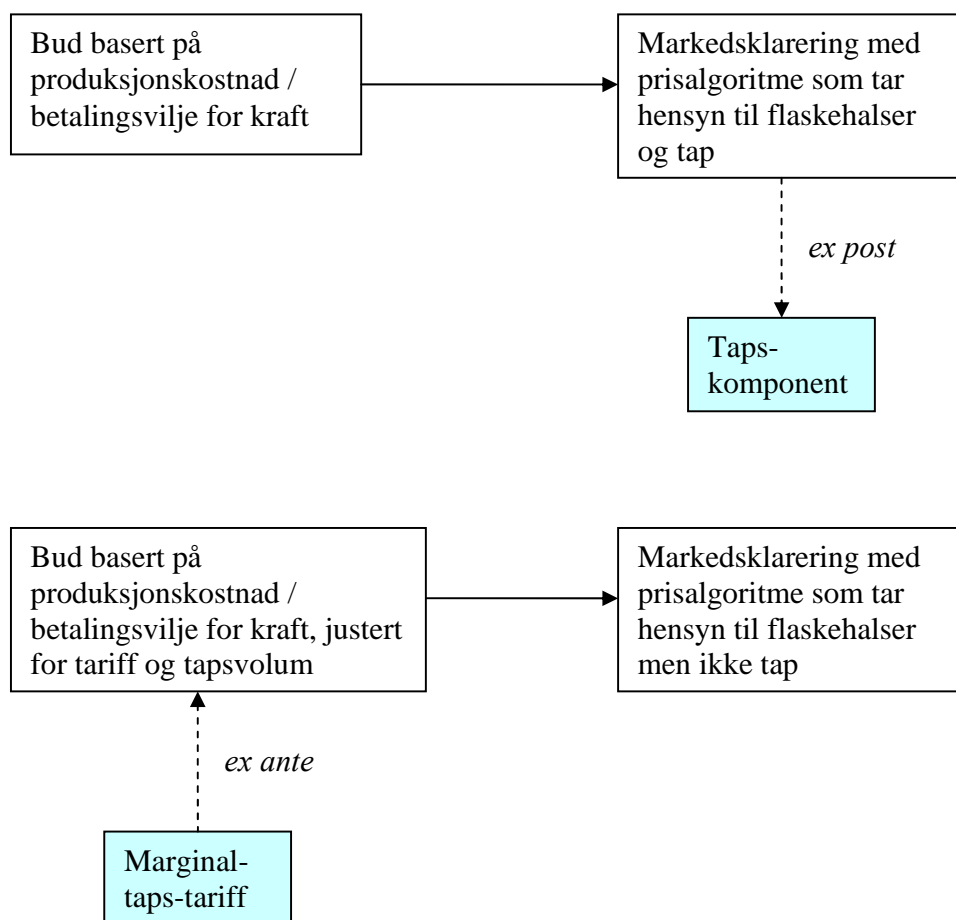 Bud basert på
produksjonskostnad /
betalingsvilje for kraft
Markedsklarering med
prisalgoritme som tar
hensyn til flaskehalser
og tap
ex post
Taps-
komponent
Bud basert på
produksjonskostnad /
betalingsvilje for kraft, justert
for tariff og tapsvolum
Markedsklarering med
prisalgoritme som tar
hensyn til flaskehalser
men ikke tap
ex ante
Marginal-
taps-tariff